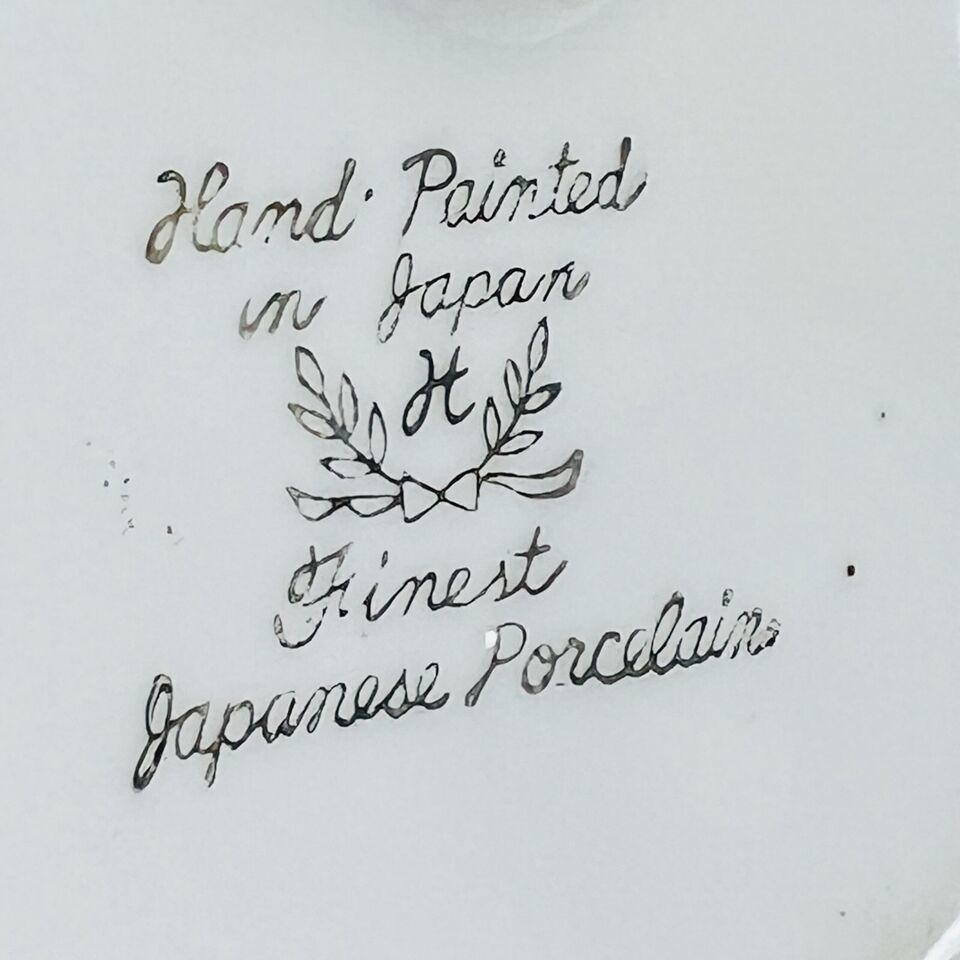 Hand Painted
in Japan
H
Finest
Japanese Porcelain